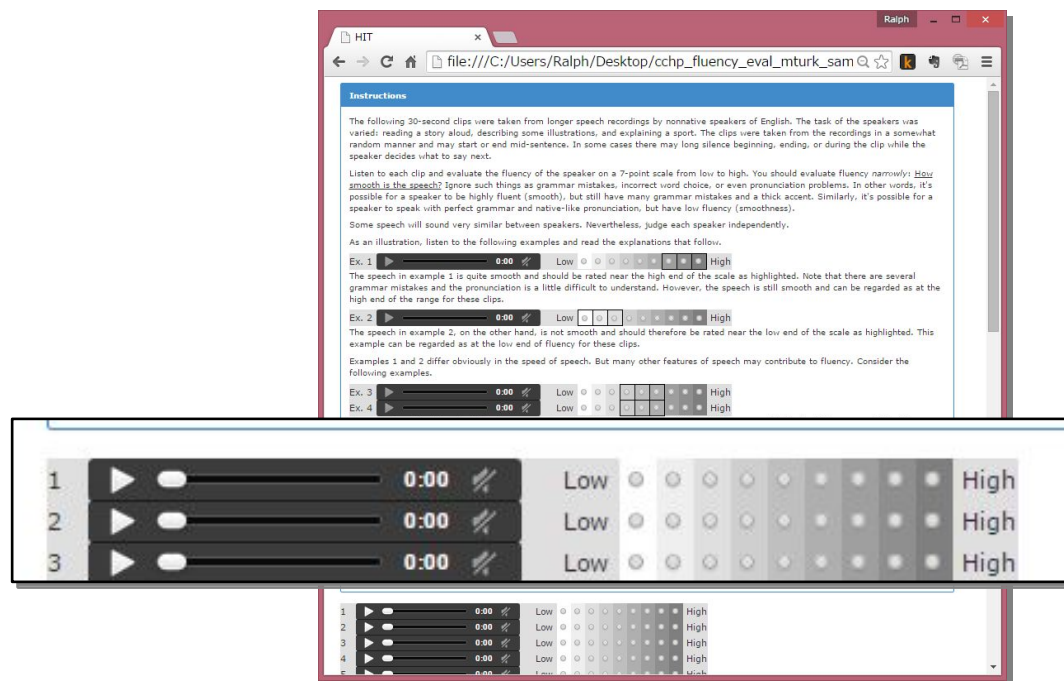 Ralph
HIT
file:///C:/Users/Ralph/Desktop/cchp_fluency_eval_mturk_sam
Instructions
The following 30-second clips were taken from longer speech recordings by nonnative speakers of English. The task of the speakers was
varied: reading a story aloud, describing some illustrations, and explaining a sport. The clips were taken from the recordings in a somewhat
random manner and may start or end mid-sentence. In some cases there may long silence beginning, ending, or during the clip while the
speaker decides what to say next.
Listen to each clip and evaluate the fluency of the speaker on a 7-point scale from low to high. You should evaluate fluency narrowly: How
smooth is the speech? Ignore such things as grammar mistakes, incorrect word choice, or even pronunciation problems. In other words, it's
possible for a speaker to be highly fluent (smooth), but still have many grammar mistakes and a thick accent. Similarly, it's possible for a
speaker to speak with perfect grammar and native-like pronunciation, but have low fluency (smoothness).
Some speech will sound very similar between speakers. Nevertheless, judge each speaker independently.
As an illustration, listen to the following examples and read the explanations that follow.
Ex. 1 0:00 Low High
The speech in example 1 is quite smooth and should be rated near the high end of the scale as highlighted. Note that there are several
grammar mistakes and the pronunciation is a little difficult to understand. However, the speech is still smooth and can be regarded as at the
high end of the range for these clips.
Ex. 2 0:00 Low High
The speech in example 2, on the other hand, is not smooth and should therefore be rated near the low end of the scale as highlighted. This
example can be regarded as at the low end of fluency for these clips.
Examples 1 and 2 differ obviously in the speed of speech. But many other features of speech may contribute to fluency. Consider the
following examples.
Ex. 3 0:00 Low High
Ex. 4 0:00 Low High
1 0:00 Low High
2 0:00 Low High
3 0:00 Low High
1 0:00 Low High
2 0:00 Low High
3 0:00 Low High
4 0:00 Low High
0:00 Low High